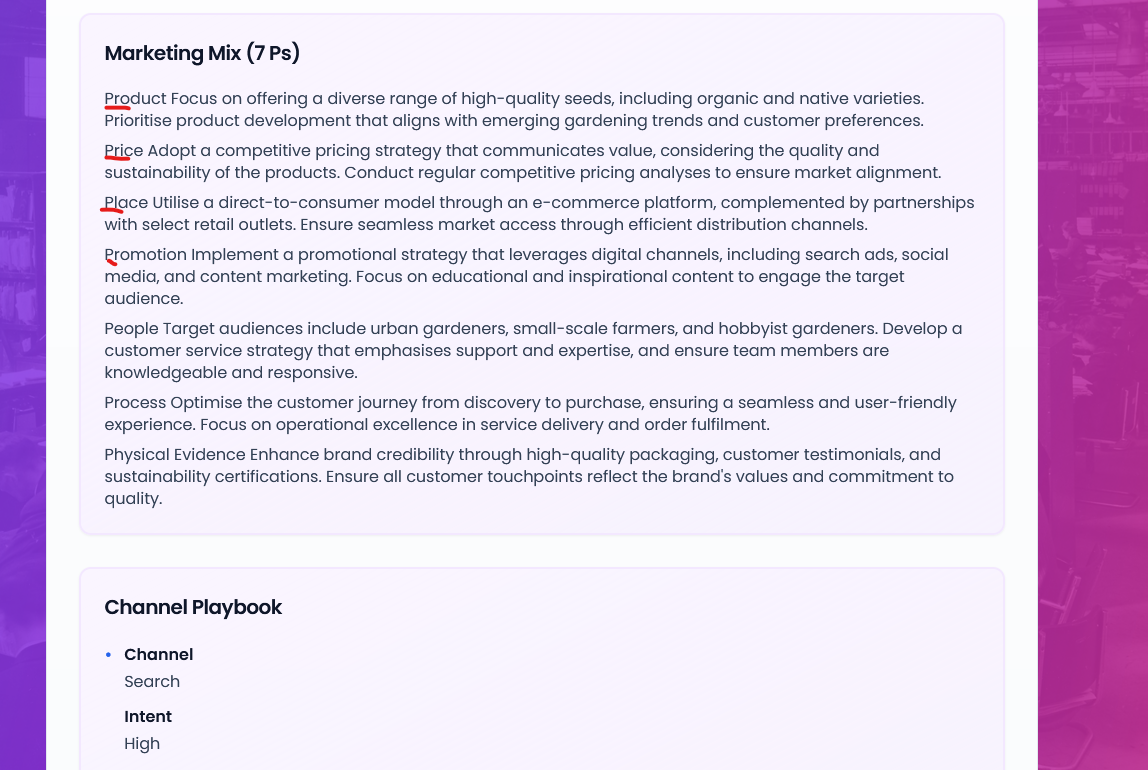 Marketing Mix (7 Ps)
Product Focus on offering a diverse range of high-quality seeds, including organic and native varieties.
Prioritise product development that aligns with emerging gardening trends and customer preferences.
Price Adopt a competitive pricing strategy that communicates value, considering the quality and
sustainability of the products. Conduct regular competitive pricing analyses to ensure market alignment.
Place Utilise a direct-to-consumer model through an e-commerce platform, complemented by partnerships
with select retail outlets. Ensure seamless market access through efficient distribution channels.
Promotion Implement a promotional strategy that leverages digital channels, including search ads, social
media, and content marketing. Focus on educational and inspirational content to engage the target
audience.
People Target audiences include urban gardeners, small-scale farmers, and hobbyist gardeners. Develop a
customer service strategy that emphasises support and expertise, and ensure team members are
knowledgeable and responsive.
Process Optimise the customer journey from discovery to purchase, ensuring a seamless and user-friendly
experience. Focus on operational excellence in service delivery and order fulfilment.
Physical Evidence Enhance brand credibility through high-quality packaging, customer testimonials, and
sustainability certifications. Ensure all customer touchpoints reflect the brand's values and commitment to
quality.
Channel Playbook
• Channel
Search
Intent
High